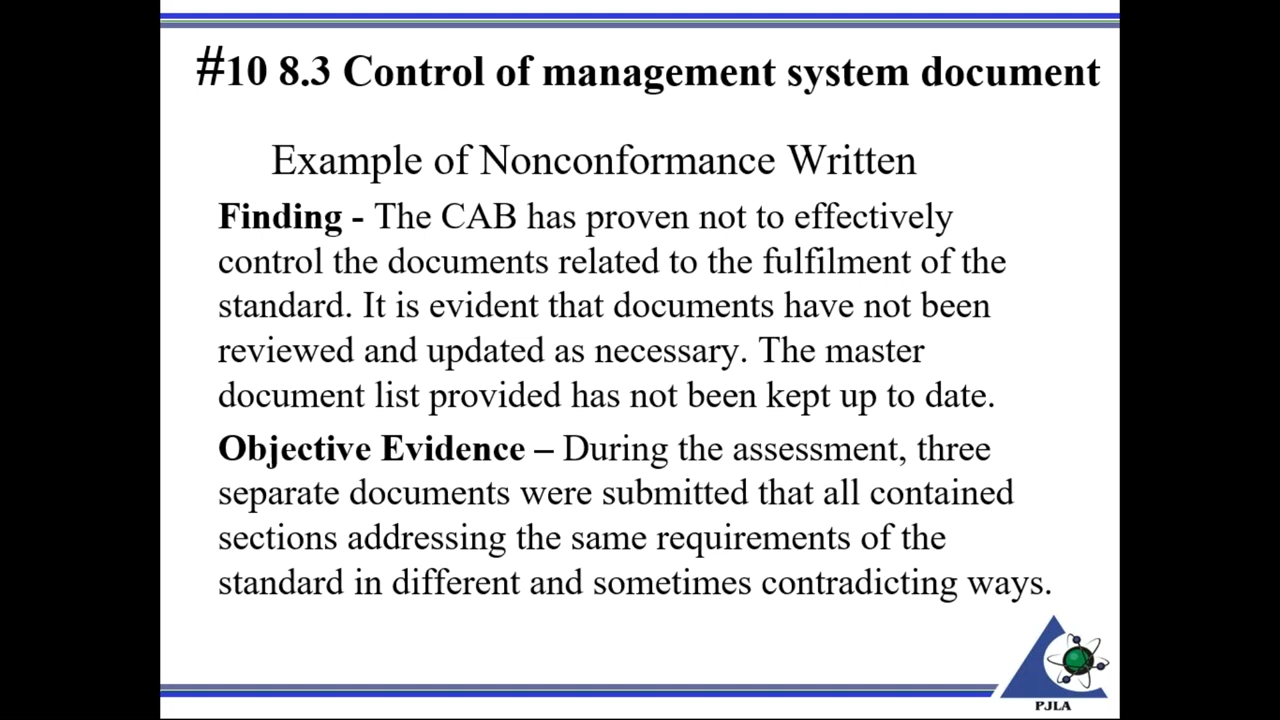 #10 8.3 Control of management system document
Example of Nonconformance Written
Finding - The CAB has proven not to effectively
control the documents related to the fulfilment of the
standard. It is evident that documents have not been
reviewed and updated as necessary. The master
document list provided has not been kept up to date.
Objective Evidence – During the assessment, three
separate documents were submitted that all contained
sections addressing the same requirements of the
standard in different and sometimes contradicting ways.
PJLA